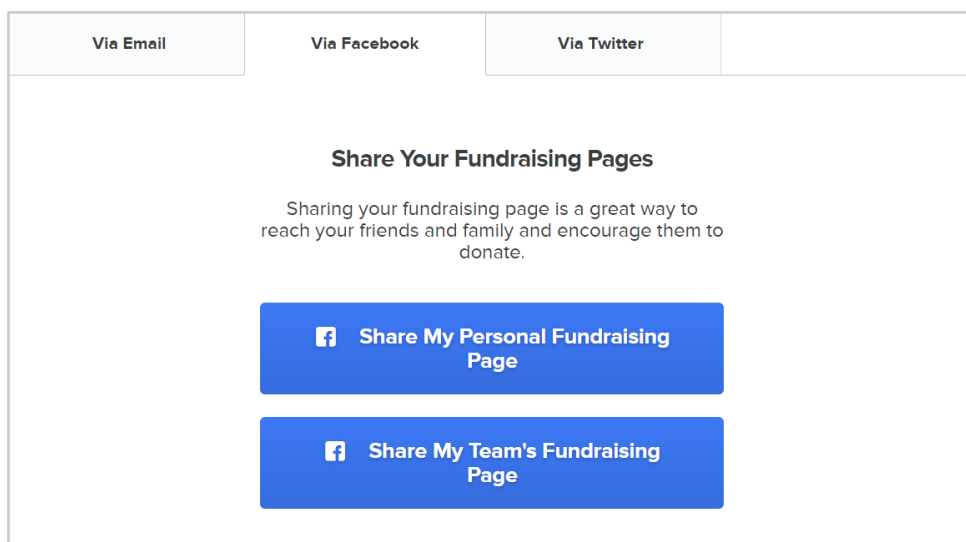 Via Email
Via Facebook
Via Twitter
Share Your Fundraising Pages
Sharing your fundraising page is a great way to
reach your friends and family and encourage them to
donate.
Share My Personal Fundraising
Page
Share My Team's Fundraising
Page